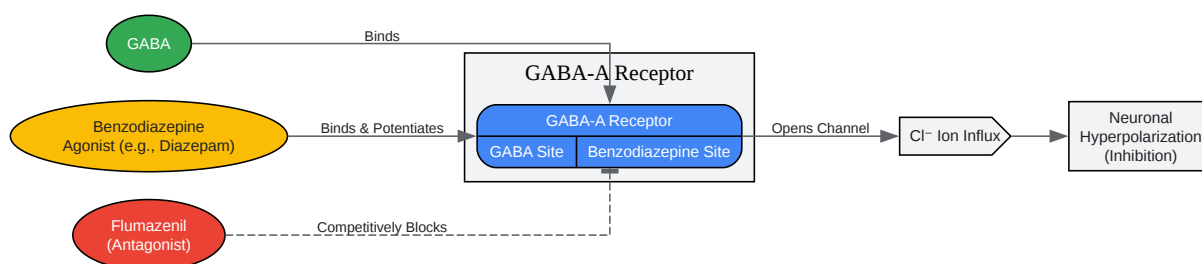 GABA
Binds
GABA-A Receptor
GABA-A Receptor
GABA Site
Benzodiazepine Site
Benzodiazepine
Agonist (e.g., Diazepam)
Binds & Potentiates
Opens Channel
Cl⁻ Ion Influx
Neuronal
Hyperpolarization
(Inhibition)
Flumazenil
(Antagonist)
Competitively Blocks